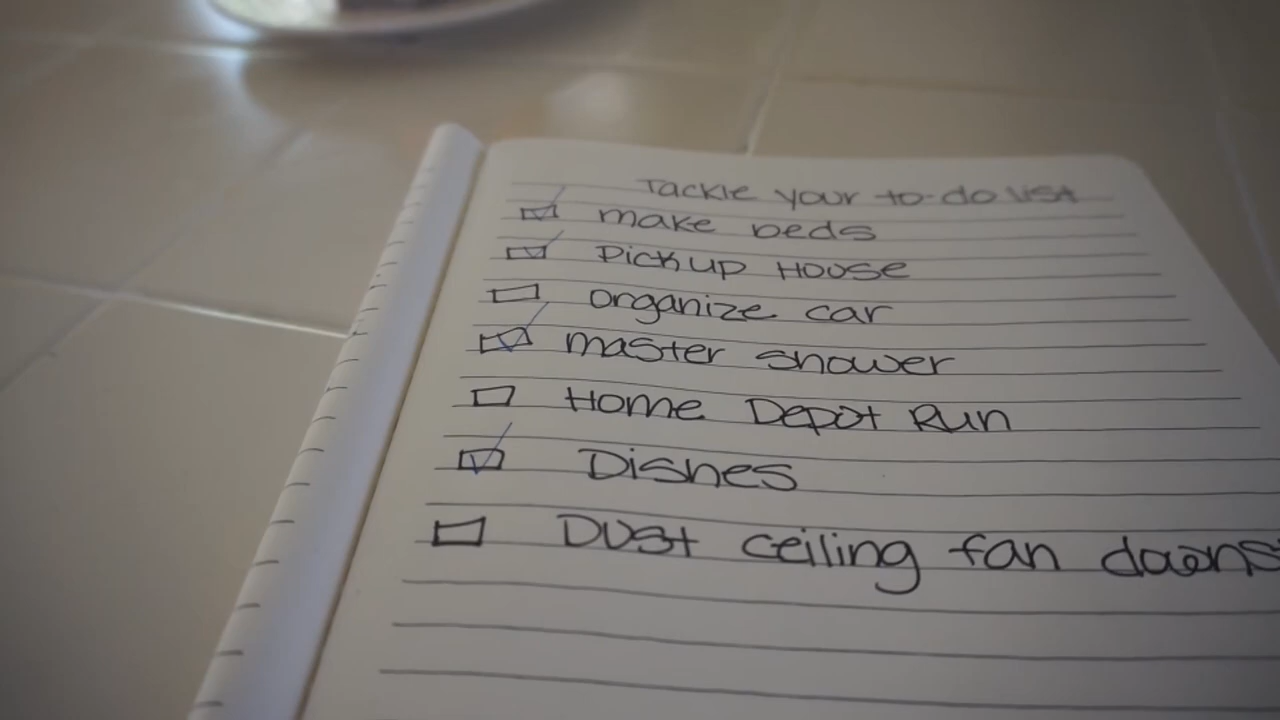 Tackle your to-do list
make beds
Pickup House
organize car
master shower
Home Depot Run
Dishes
Dust ceiling fan